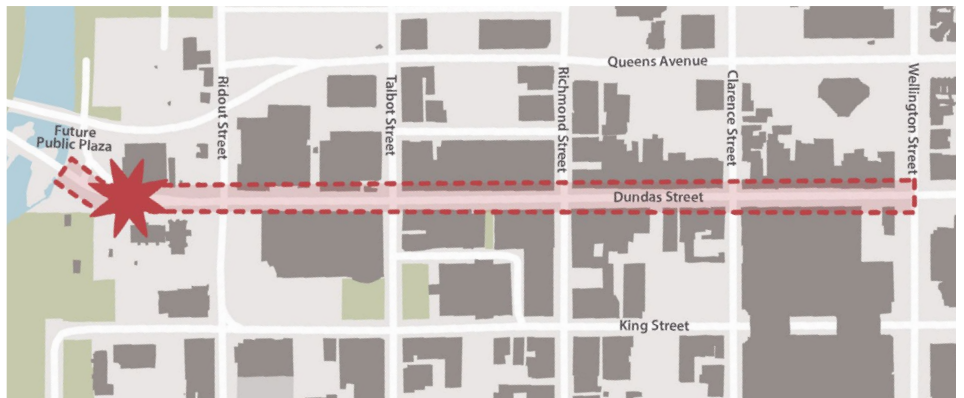 Queens Avenue
Ridout Street
Talbot Street
Richmond Street
Clarence Street
Wellington Street
Future
Public Plaza
Dundas Street
King Street